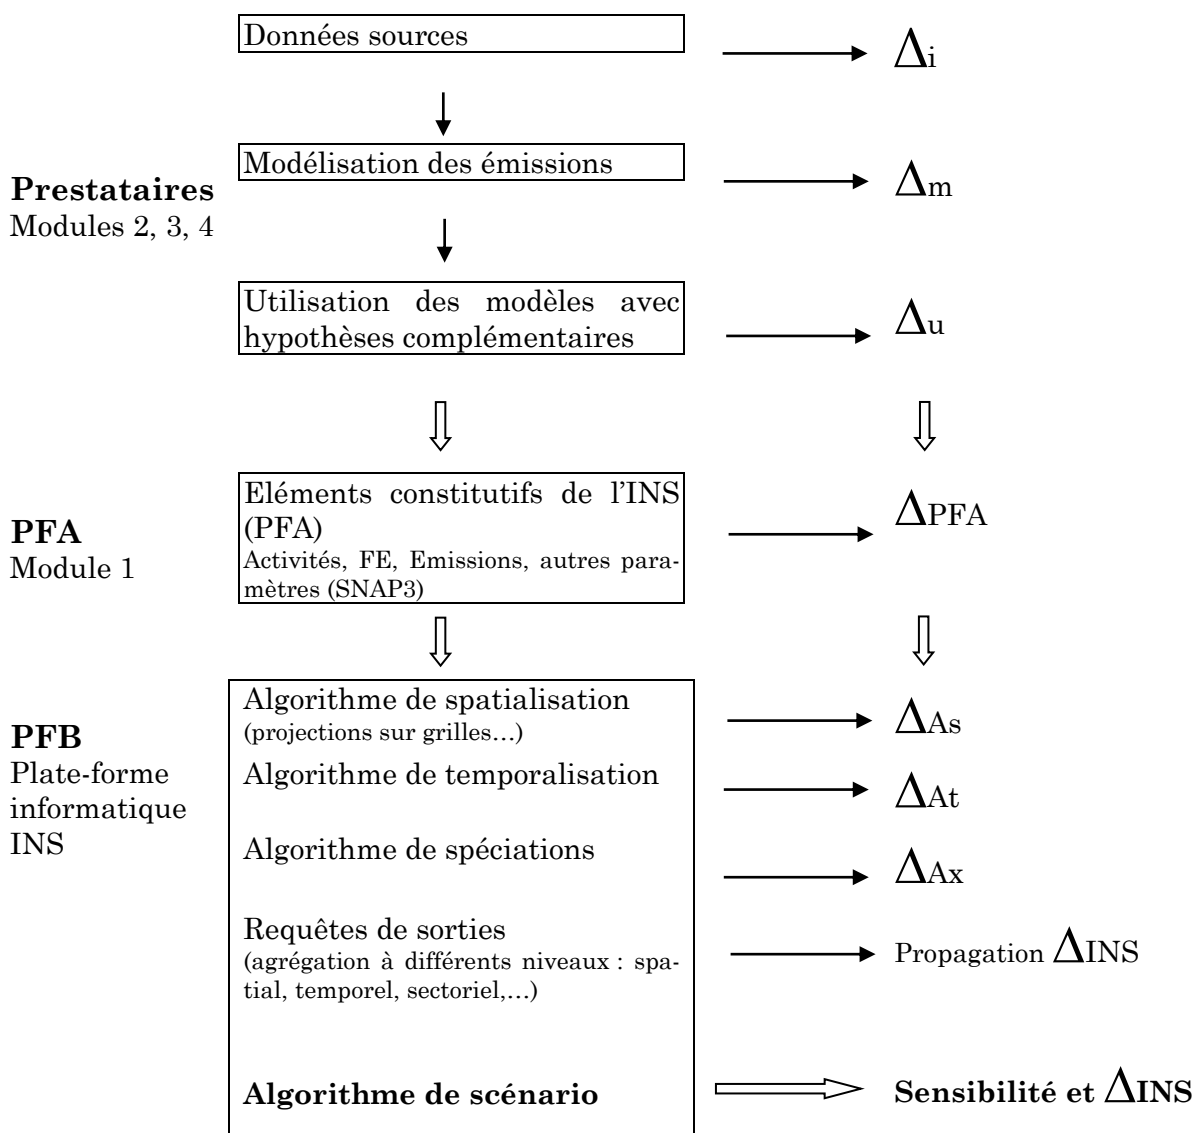 Données sources
Δi
Modélisation des émissions
Δm
Prestataires
Modules 2, 3, 4
Utilisation des modèles avec
hypothèses complémentaires
Δu
Eléments constitutifs de l'INS
(PFA)
Activités, FE, Emissions, autres para-
mètres (SNAP3)
ΔPFA
PFA
Module 1
Algorithme de spatialisation
(projections sur grilles…)
ΔAs
PFB
Plate-forme
informatique
INS
Algorithme de temporalisation
ΔAt
Algorithme de spéciations
ΔAx
Requêtes de sorties
(agrégation à différents niveaux : spa-
tial, temporel, sectoriel,…)
Propagation ΔINS
Algorithme de scénario
Sensibilité et ΔINS